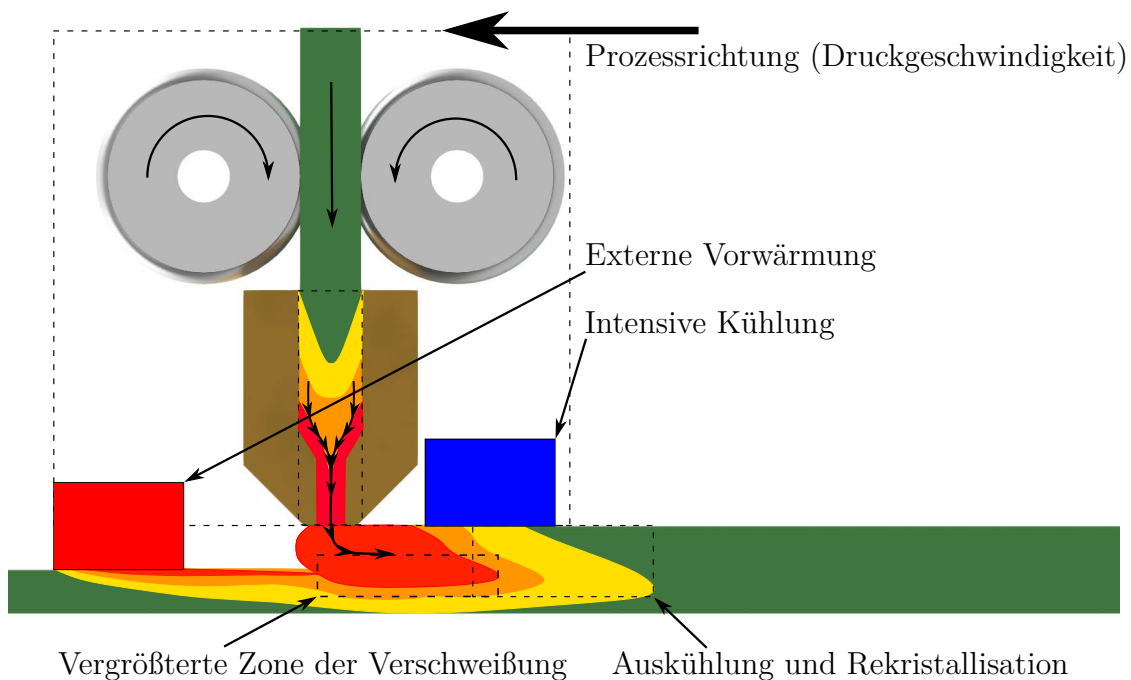 Prozessrichtung (Druckgeschwindigkeit)
Externe Vorwärmung
Intensive Kühlung
Vergrößterte Zone der Verschweißung
Auskühlung und Rekristallisation